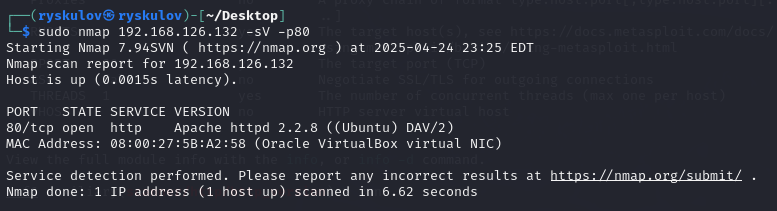 ┌──(ryskulov㉿ryskulov)-[~/Desktop]
└─$ sudo nmap 192.168.126.132 -sV -p80
Starting Nmap 7.94SVN ( https://nmap.org ) at 2025-04-24 23:25 EDT
Nmap scan report for 192.168.126.132
Host is up (0.0015s latency).
PORT   STATE SERVICE VERSION
80/tcp open  http    Apache httpd 2.2.8 ((Ubuntu) DAV/2)
MAC Address: 08:00:27:5B:A2:58 (Oracle VirtualBox virtual NIC)
Service detection performed. Please report any incorrect results at https://nmap.org/submit/ .
Nmap done: 1 IP address (1 host up) scanned in 6.62 seconds